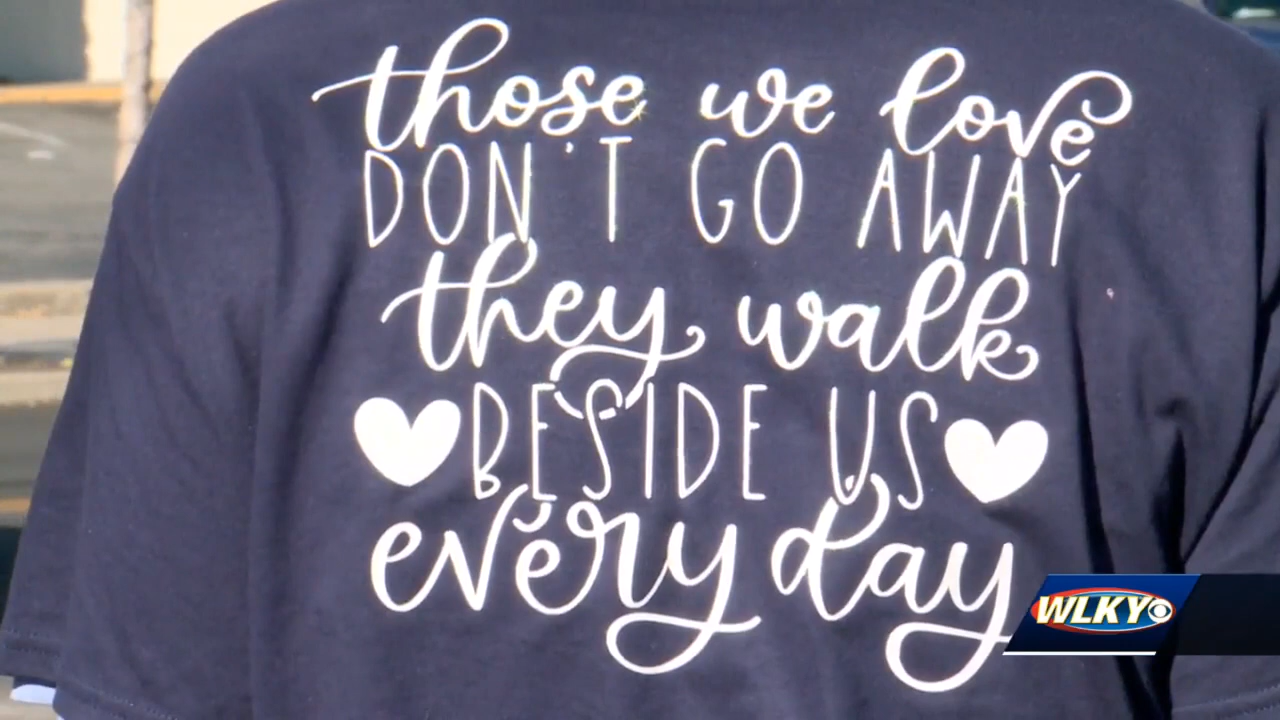 those we love
DON'T GO AWAY
they walk
BESIDE US
every day
WLKY